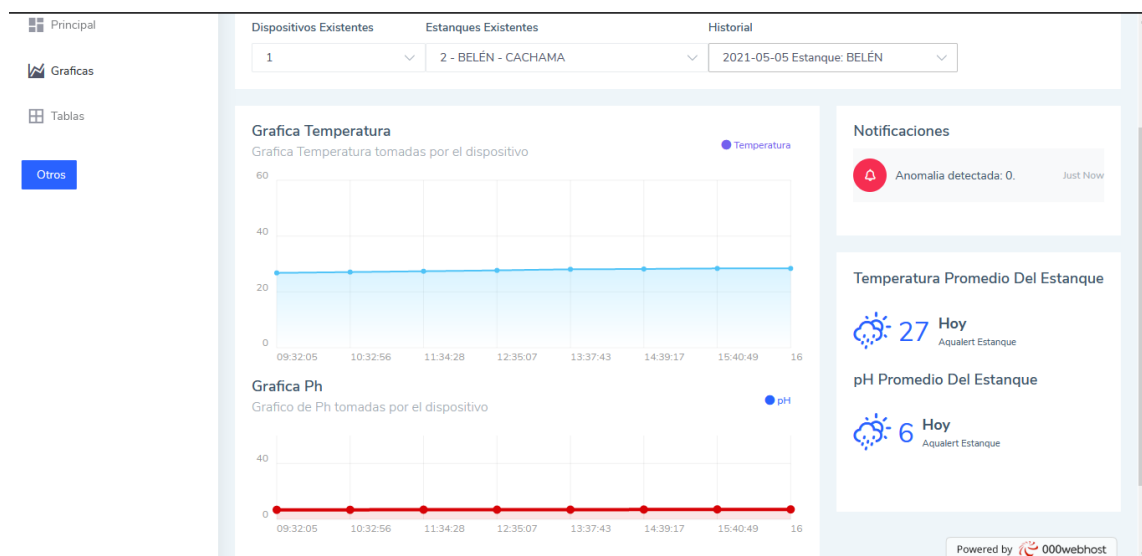 Principal
Graficas
Tablas
Otros
Dispositivos Existentes
Estanques Existentes
Historial
1
2 - BELÉN - CACHAMA
2021-05-05 Estanque: BELÉN
Grafica Temperatura
Grafica Temperatura tomadas por el dispositivo
Temperatura
60
40
20
0
09:32:05 10:32:56 11:34:28 12:35:07 13:37:43 14:39:17 15:40:49 16
Grafica Ph
Grafico de Ph tomadas por el dispositivo
pH
40
0
09:32:05 10:32:56 11:34:28 12:35:07 13:37:43 14:39:17 15:40:49 16
Notificaciones
Anomalia detectada: 0. Just Now
Temperatura Promedio Del Estanque
27 Hoy
Aqualert Estanque
pH Promedio Del Estanque
6 Hoy
Aqualert Estanque
Powered by 000webhost